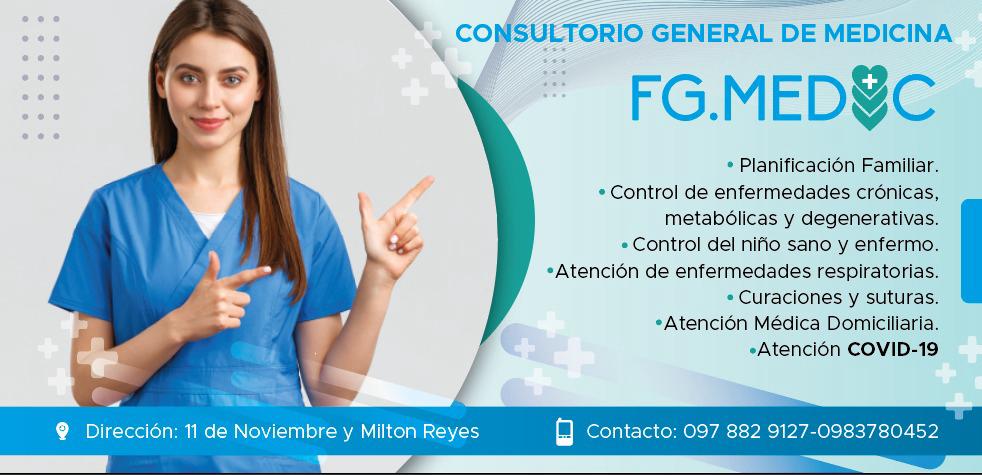 CONSULTORIO GENERAL DE MEDICINA
FG.MEDIC
• Planificación Familiar.
• Control de enfermedades crónicas,
metabólicas y degenerativas.
• Control del niño sano y enfermo.
•Atención de enfermedades respiratorias.
• Curaciones y suturas.
•Atención Médica Domiciliaria.
•Atención COVID-19
Dirección: 11 de Noviembre y Milton Reyes
Contacto: 097 882 9127-0983780452